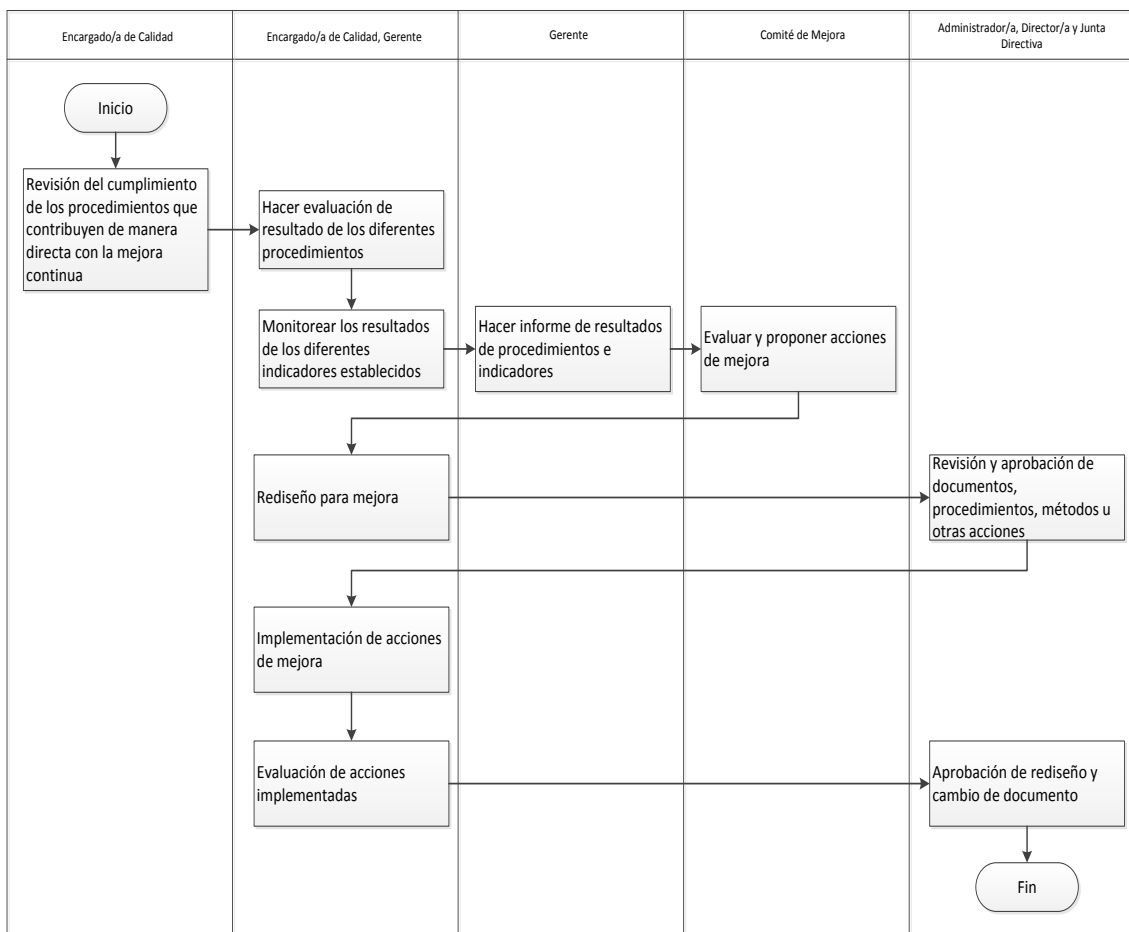 Encargado/a de Calidad
Encargado/a de Calidad, Gerente
Gerente
Comité de Mejora
Administrador/a, Director/a y Junta
Directiva
Inicio
Revisión del cumplimiento
de los procedimientos que
contribuyen de manera
directa con la mejora
continua
Hacer evaluación de
resultado de los diferentes
procedimientos
Monitorear los resultados
de los diferentes
indicadores establecidos
Hacer informe de resultados
de procedimientos e
indicadores
Evaluar y proponer acciones
de mejora
Rediseño para mejora
Revisión y aprobación de
documentos,
procedimientos, métodos u
otras acciones
Implementación de acciones
de mejora
Evaluación de acciones
implementadas
Aprobación de rediseño y
cambio de documento
Fin